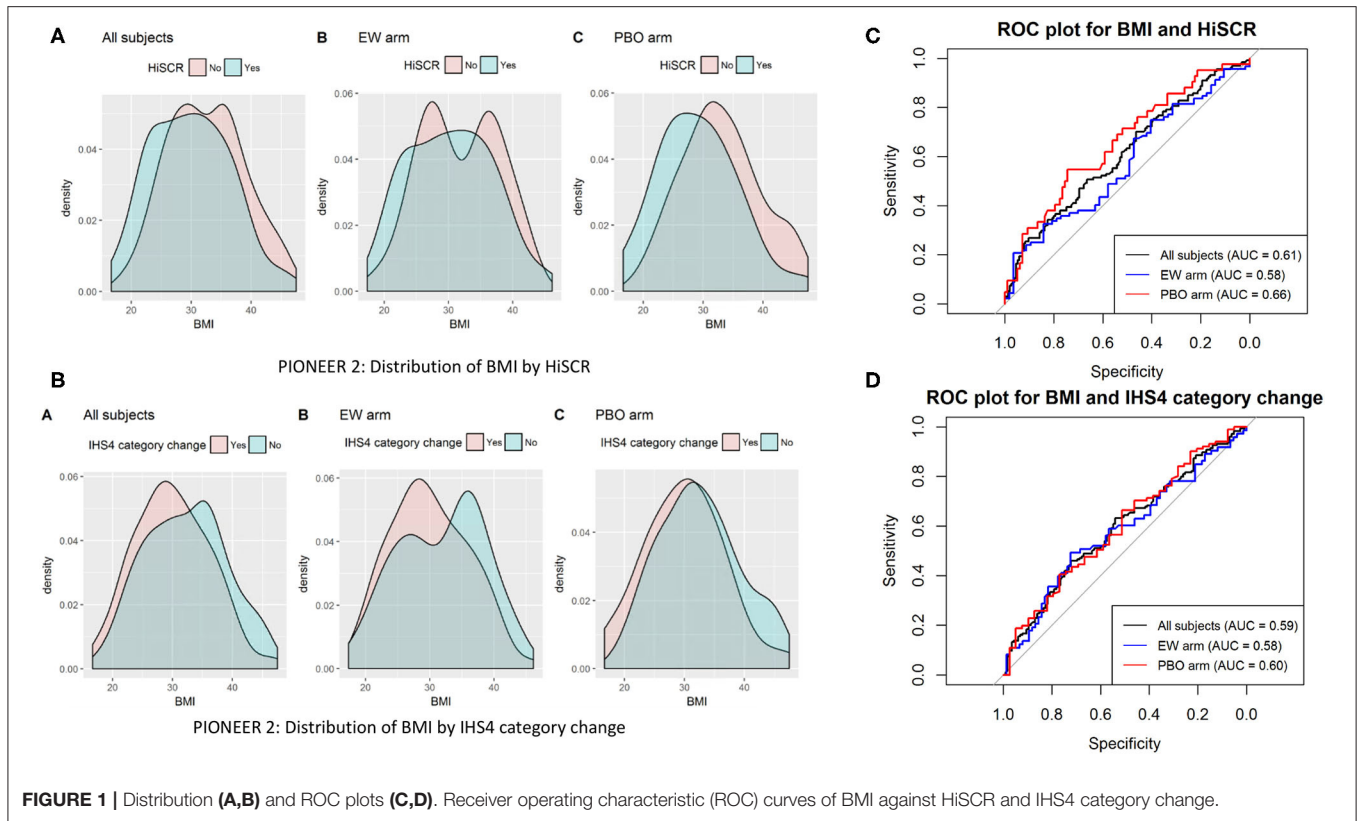 A
All subjects
HiSCR No Yes
density
0.00
0.02
0.04
20 30 40
BMI
B EW arm
HiSCR No Yes
density
0.00
0.02
0.04
0.06
20 30 40
BMI
C PBO arm
HiSCR No Yes
density
0.00
0.02
0.04
0.06
20 30 40
BMI
PIONEER 2: Distribution of BMI by HiSCR
B
A All subjects
IHS4 category change Yes No
density
0.00
0.02
0.04
0.06
20 30 40
BMI
B EW arm
IHS4 category change Yes No
density
0.00
0.02
0.04
0.06
20 30 40
BMI
C PBO arm
IHS4 category change Yes No
density
0.00
0.02
0.04
0.06
20 30 40
BMI
PIONEER 2: Distribution of BMI by IHS4 category change
C
ROC plot for BMI and HiSCR
Sensitivity
0.0 0.2 0.4 0.6 0.8 1.0
All subjects (AUC = 0.61)
EW arm (AUC = 0.58)
PBO arm (AUC = 0.66)
1.0 0.8 0.6 0.4 0.2 0.0
Specificity
D
ROC plot for BMI and IHS4 category change
Sensitivity
0.0 0.2 0.4 0.6 0.8 1.0
All subjects (AUC = 0.59)
EW arm (AUC = 0.58)
PBO arm (AUC = 0.60)
1.0 0.8 0.6 0.4 0.2 0.0
Specificity
FIGURE 1 | Distribution (A,B) and ROC plots (C,D). Receiver operating characteristic (ROC) curves of BMI against HiSCR and IHS4 category change.